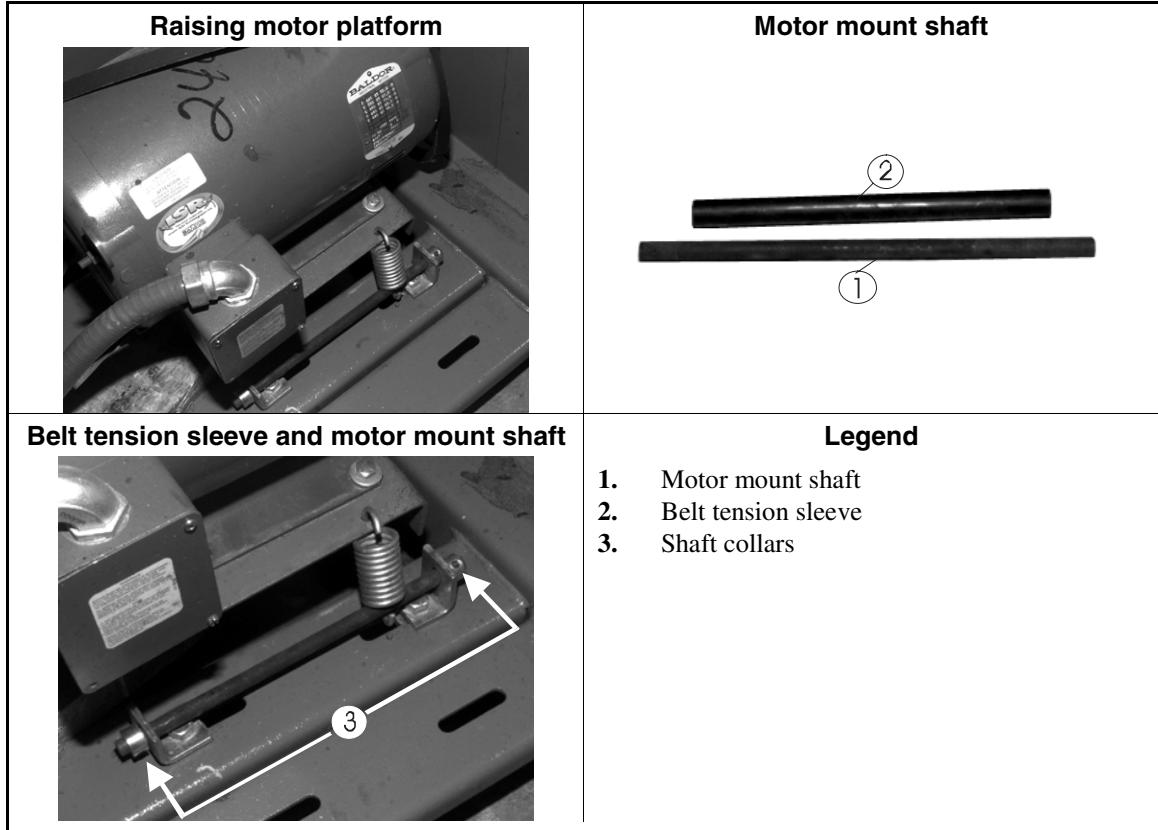 Raising motor platform
Motor mount shaft
BALDOR
ATTENTION
2
1
Belt tension sleeve and motor mount shaft
3
Legend
1. Motor mount shaft
2. Belt tension sleeve
3. Shaft collars